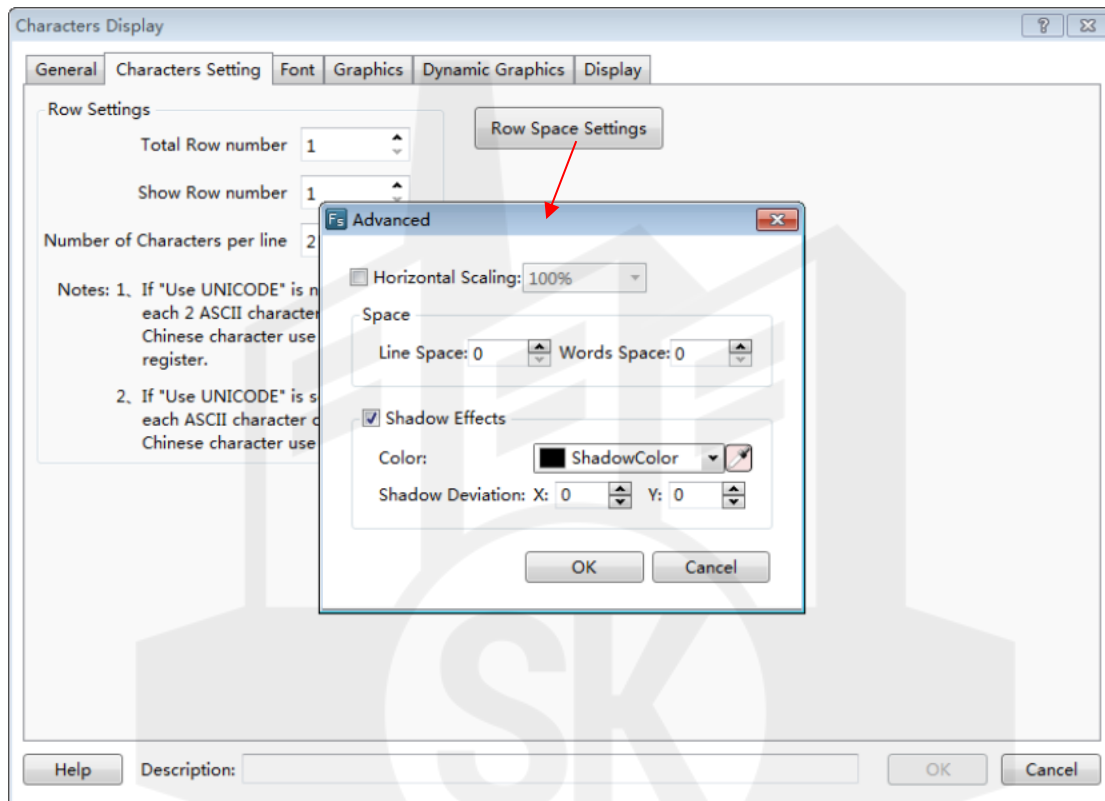 Characters Display
General Characters Setting Font Graphics Dynamic Graphics Display
Row Settings
Total Row number 1
Row Space Settings
Show Row number 1
Number of Characters per line 2
Notes: 1、 If "Use UNICODE" is n
each 2 ASCII character
Chinese character use
register.
2、 If "Use UNICODE" is s
each ASCII character
Chinese character use
Fs Advanced
Horizontal Scaling: 100%
Space
Line Space: 0 Words Space: 0
Shadow Effects
Color: ShadowColor
Shadow Deviation: X: 0 Y: 0
OK Cancel
SK
Help Description: OK Cancel